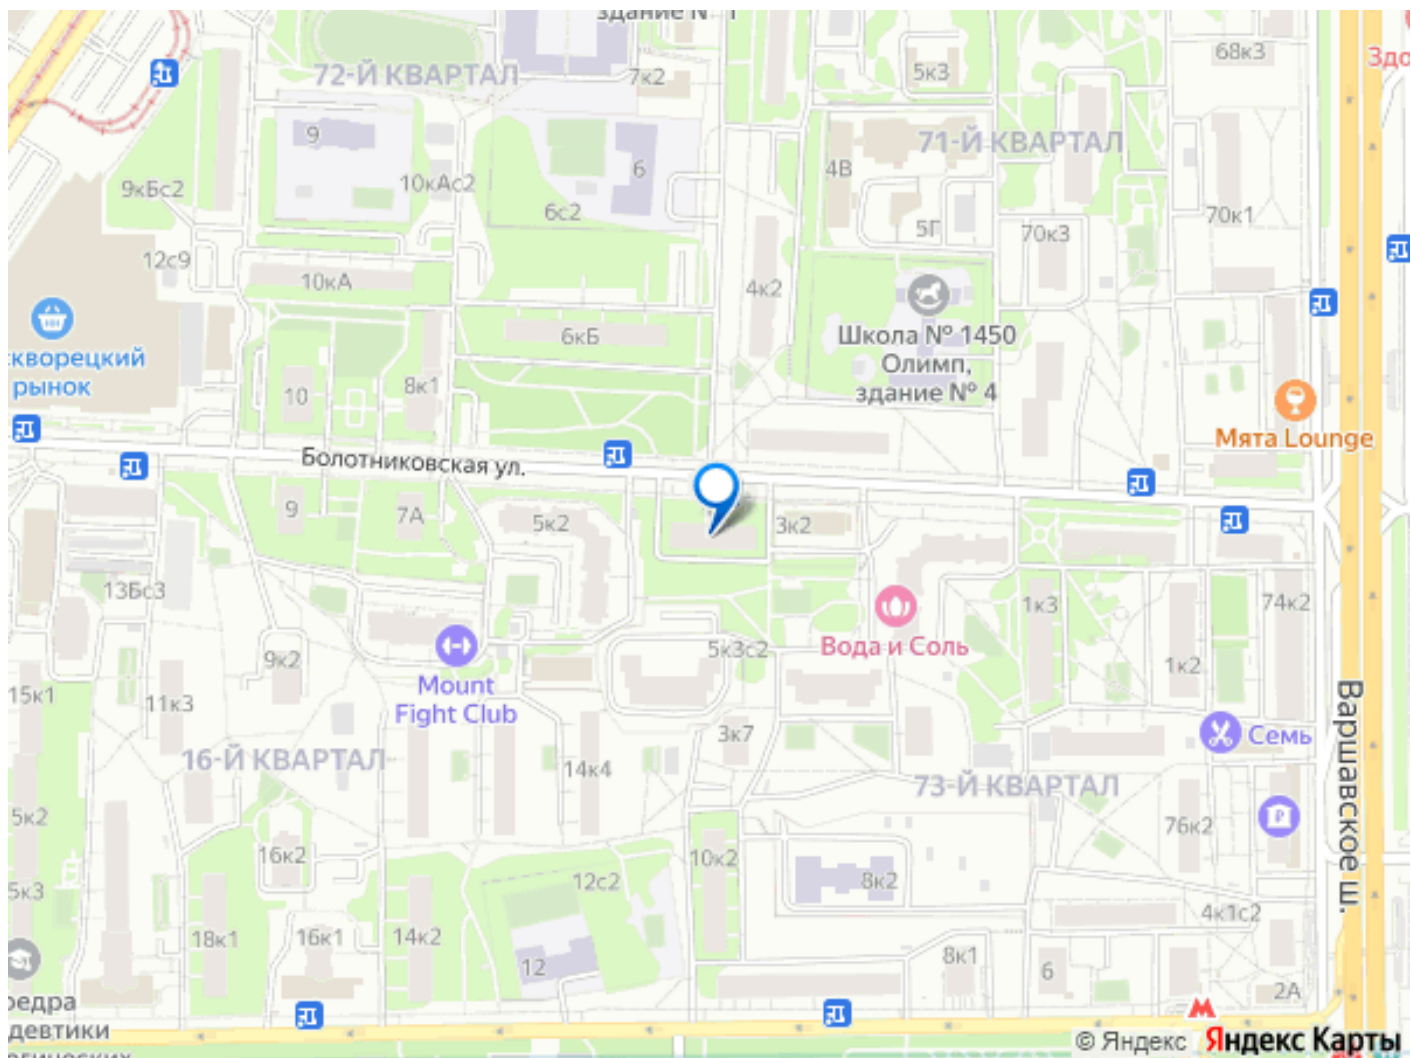 здание № 1
72-Й КВАРТАЛ
7к2
5к3
68к3
9
6
4В
71-Й КВАРТАЛ
9кБс2
10кАс2
6с2
5Г
70к3
70к1
12с9
10кА
4к2
6кБ
Школа № 1450
Олимп,
здание № 4
рынок
10
8к1
Мята Lounge
Болотниковская ул.
9
7А
5к2
3к2
13Бс3
1к3
74к2
Вода и Соль
5к3с2
9к2
1к2
15к1
11к3
Mount
Fight Club
3к7
Семь
Варшавское ш.
16-Й КВАРТАЛ
14к4
73-Й КВАРТАЛ
5к2
76к2
16к2
10к2
12с2
8к2
5к3
4к1с2
18к1
16к1
14к2
12
8к1
6
2А
© Яндекс Яндекс Карты